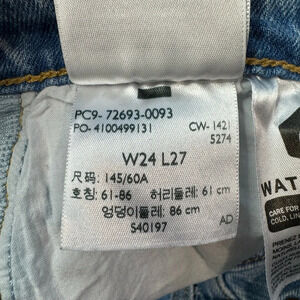 PC9- 72693-0093
PO- 4100499131
CW- 1421
5274
W24 L27
尺码: 145/60A
호칭: 61-86 허리둘레: 61 cm
엉덩이둘레: 86 cm
S40197
AD
WAT
CARE FOR
COLD, LIN